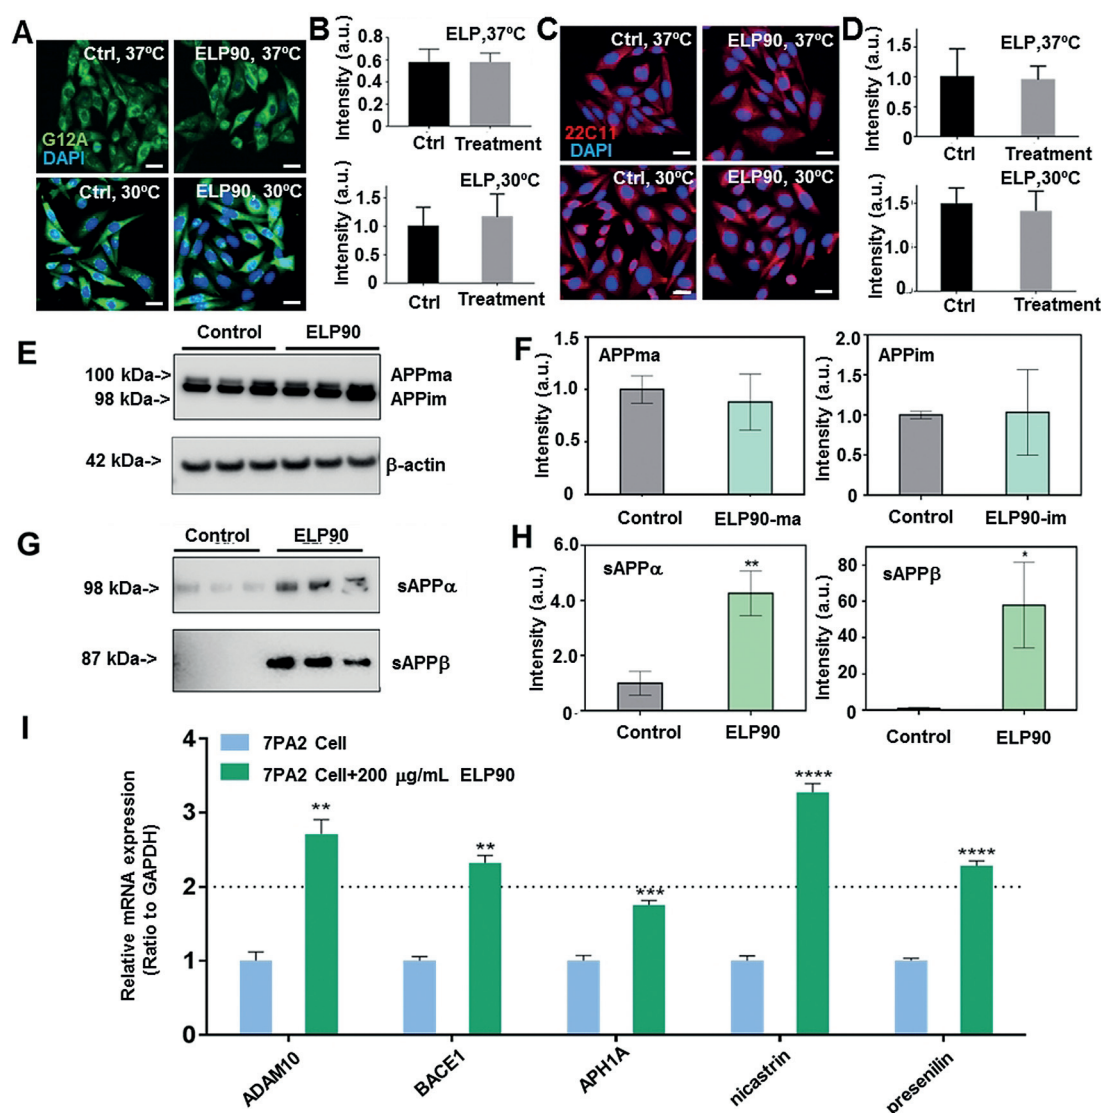 A
Ctrl, 37ºC
ELP90, 37ºC
G12A
DAPI
Ctrl, 30ºC
ELP90, 30ºC
B
Intensity (a.u.)
0.8
0.6
0.4
0.2
0
ELP,37ºC
Ctrl
Treatment
Intensity (a.u.)
1.5
1.0
0.5
0
ELP,30ºC
Ctrl
Treatment
C
Ctrl, 37ºC
ELP90, 37ºC
22C11
DAPI
Ctrl, 30ºC
ELP90, 30ºC
D
Intensity (a.u.)
1.5
1.0
0.5
0
ELP,37ºC
Ctrl
Treatment
Intensity (a.u.)
1.5
1.0
0
ELP,30ºC
Ctrl
Treatment
E
Control
ELP90
100 kDa->
98 kDa->
APPma
APPim
42 kDa->
β-actin
F
Intensity (a.u.)
1.5
1.0
0.5
0
APPma
Control
ELP90-ma
Intensity (a.u.)
2.0
1.5
1.0
0.5
0.0
APPim
Control
ELP90-im
G
Control
ELP90
98 kDa->
sAPPα
87 kDa->
sAPPβ
H
Intensity (a.u.)
6.0
4.0
2.0
0
sAPPα
**
Control
ELP90
Intensity (a.u.)
80
60
40
20
0
sAPPβ
*
Control
ELP90
I
7PA2 Cell
7PA2 Cell+200 μg/mL ELP90
Relative mRNA expression
(Ratio to GAPDH)
4
3
2
1
0
**
**
***
****
****
ADAM10
BACE1
APH1A
nicastrin
presenilin